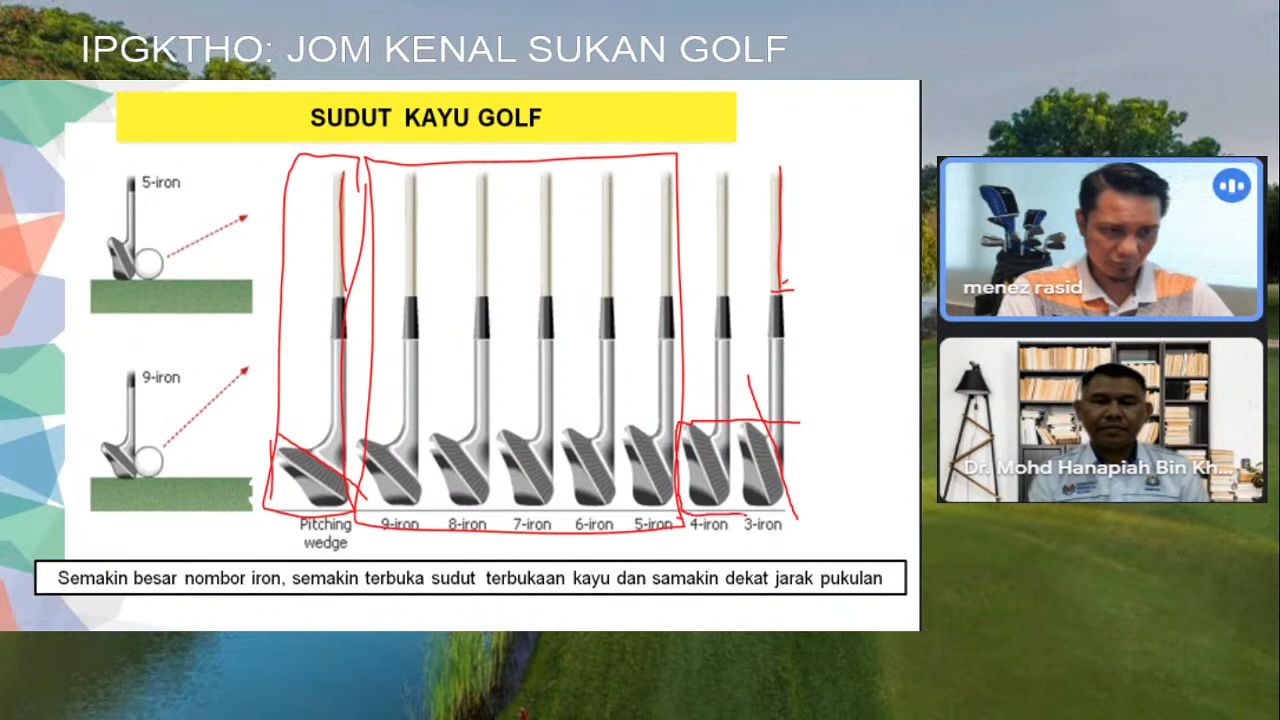 IPGKTHO: JOM KENAL SUKAN GOLF
SUDUT KAYU GOLF
5-iron
9-iron
Pitching
wedge
9-iron
8-iron
7-iron
6-iron
5-iron
4-iron
3-iron
Semakin besar nombor iron, semakin terbuka sudut terbukaan kayu dan samakin dekat jarak pukulan
menez rasid
Dr. Mohd Hanapiah Bin Kh...